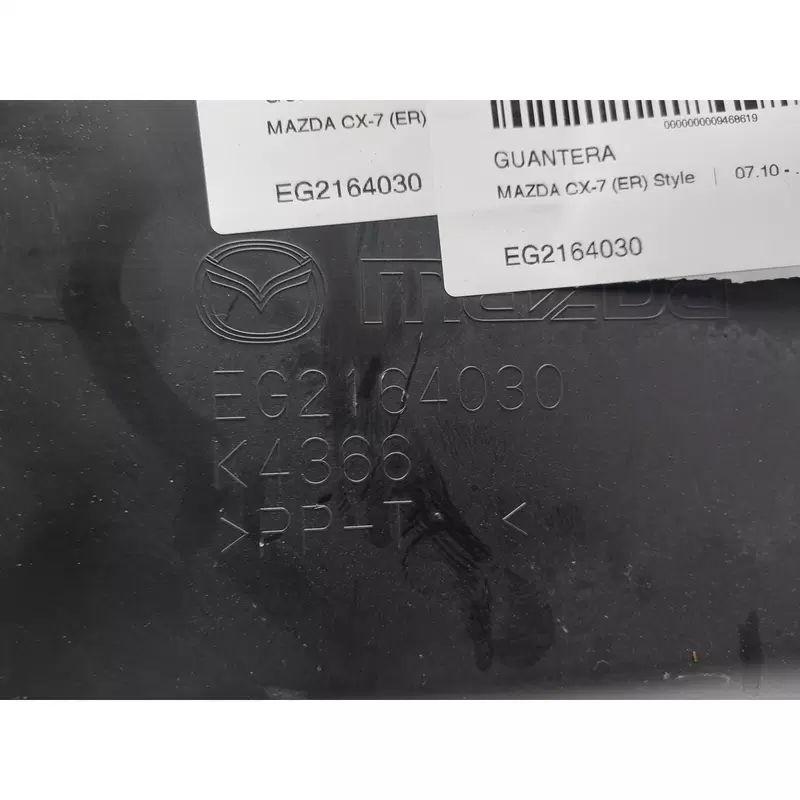 MAZDA CX-7 (ER)
EG2164030
0000000009468619
GUANTERA
MAZDA CX-7 (ER) Style | 07.10 - .
EG2164030
mazda
EG2164030
K4366
>PP-T <